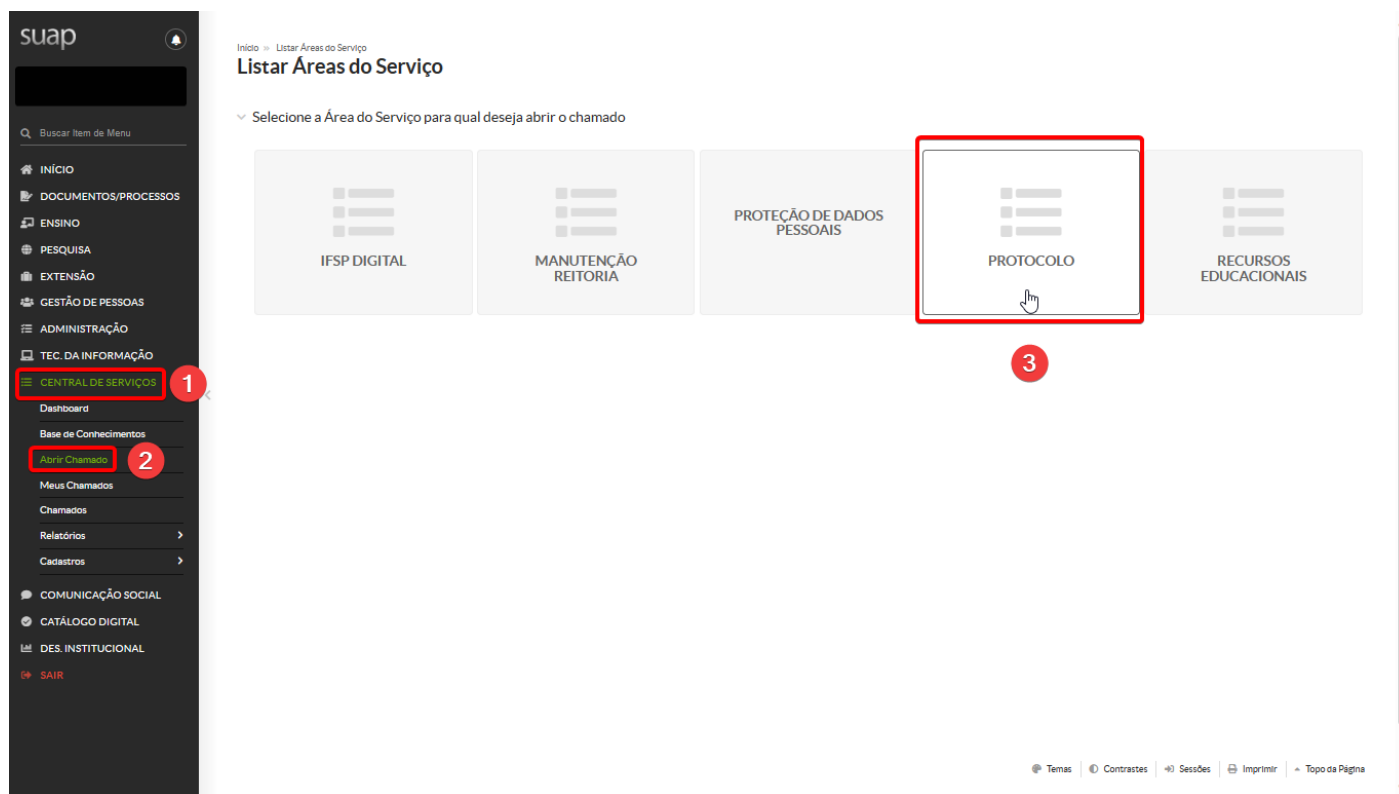 suap
Buscar Item de Menu
INÍCIO
DOCUMENTOS/PROCESSOS
ENSINO
PESQUISA
EXTENSÃO
GESTÃO DE PESSOAS
ADMINISTRAÇÃO
TEC. DA INFORMAÇÃO
CENTRAL DE SERVIÇOS
1
Dashboard
Base de Conhecimentos
Abrir Chamado
2
Meus Chamados
Chamados
Relatórios
Cadastros
COMUNICAÇÃO SOCIAL
CATÁLOGO DIGITAL
DES. INSTITUCIONAL
SAIR
Início » Listar Áreas do Serviço
Listar Áreas do Serviço
Selecione a Área do Serviço para qual deseja abrir o chamado
IFSP DIGITAL
MANUTENÇÃO
REITORIA
PROTEÇÃO DE DADOS
PESSOAIS
PROTOCOLO
RECURSOS
EDUCACIONAIS
3
Temas
Contrastes
Sessões
Imprimir
Topo da Página